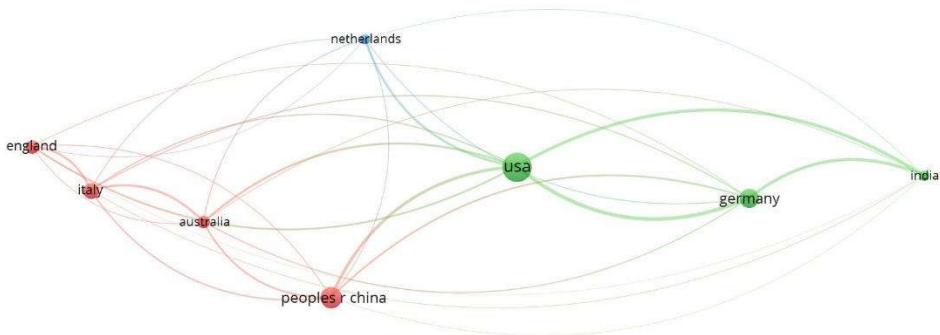 netherlands
england
usa
india
italy
germany
australia
peoples r china